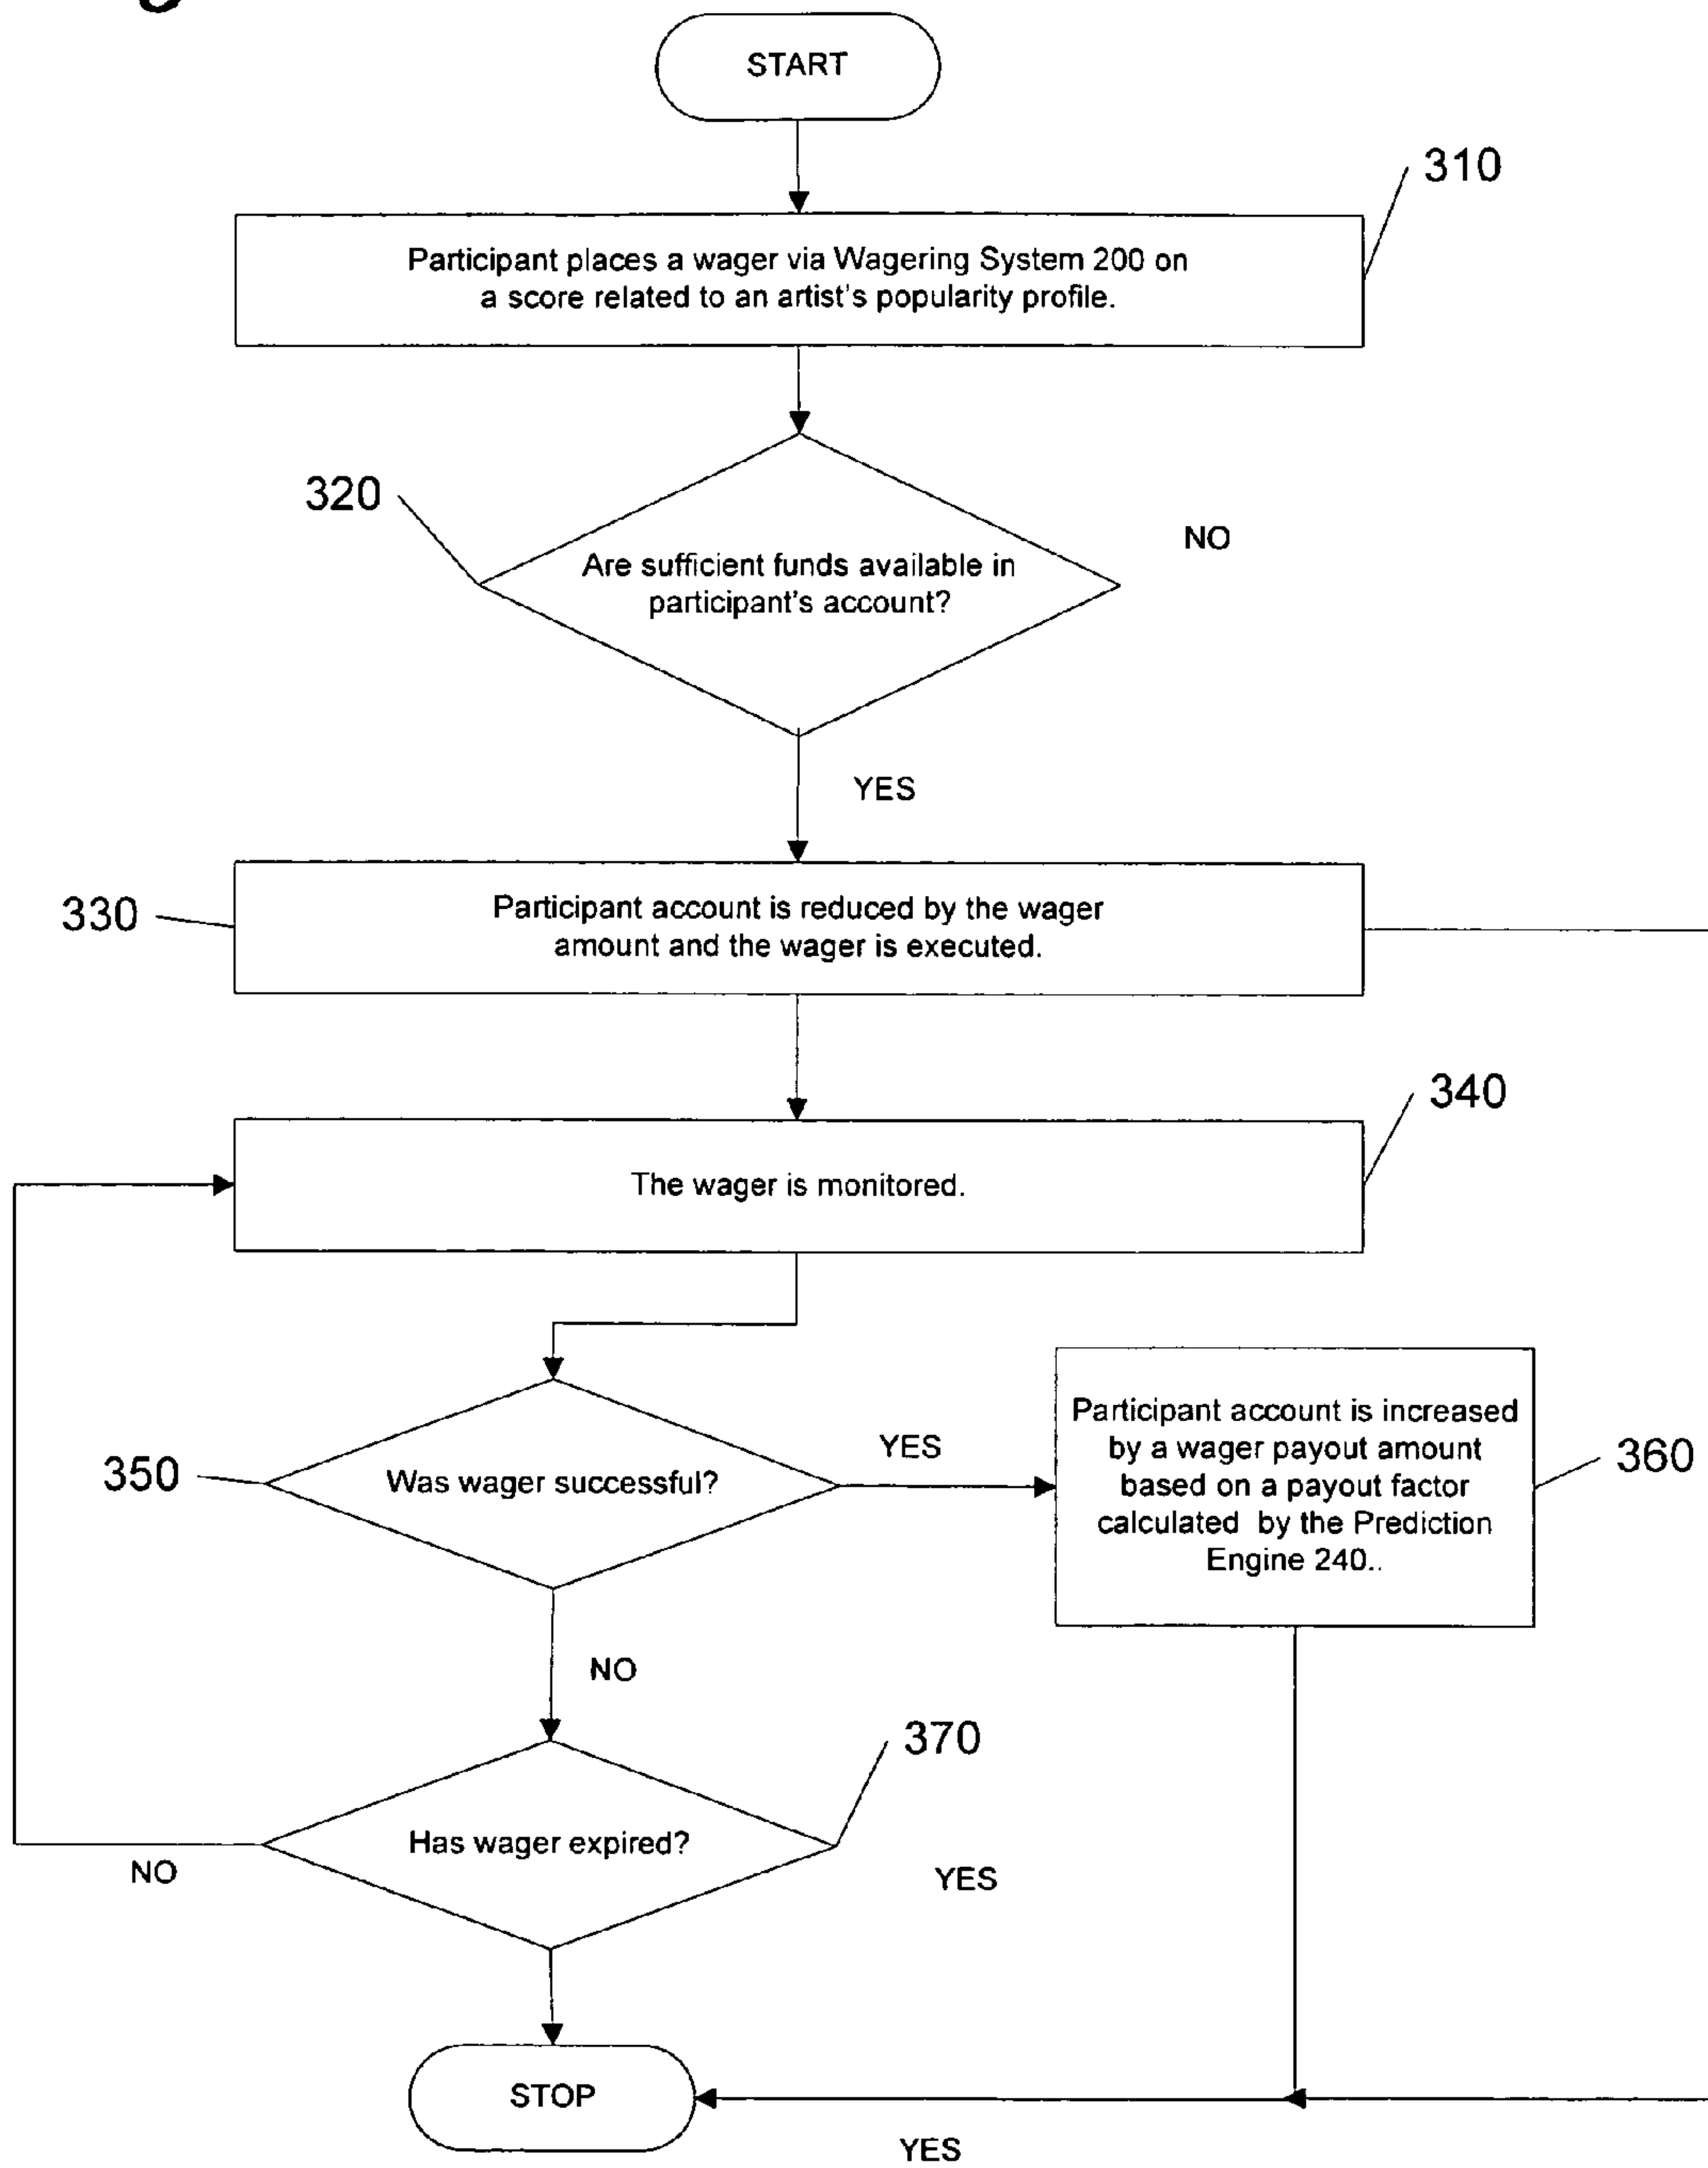 START
310
Participant places a wager via Wagering System 200 on
a score related to an artist's popularity profile.
320
NO
Are sufficient funds available in
participant's account?
YES
330
Participant account is reduced by the wager
amount and the wager is executed.
340
The wager is monitored.
Participant account is increased
by a wager payout amount
based on a payout factor
calculated by the Prediction
Engine 240..
360
350
Was wager successful?
YES
NO
370
Has wager expired?
NO
YES
STOP
YES